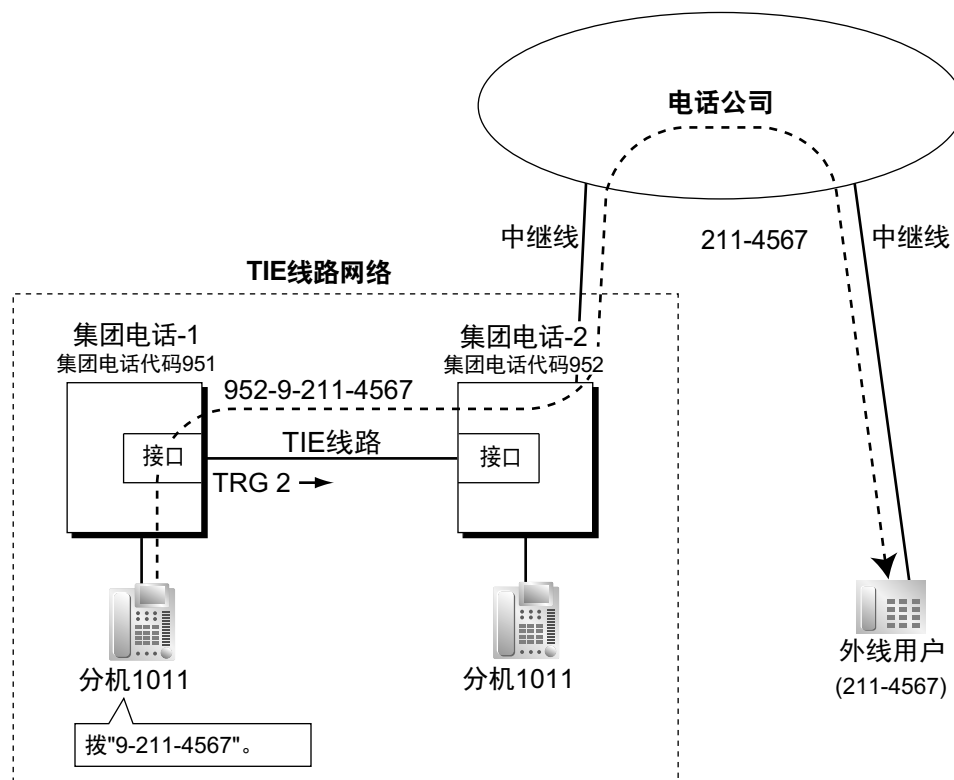 电话公司
中继线
211-4567
中继线
TIE线路网络
集团电话-1
集团电话代码951
集团电话-2
集团电话代码952
952-9-211-4567
接口
TIE线路
接口
TRG 2
分机1011
分机1011
外线用户
(211-4567)
拨"9-211-4567"。